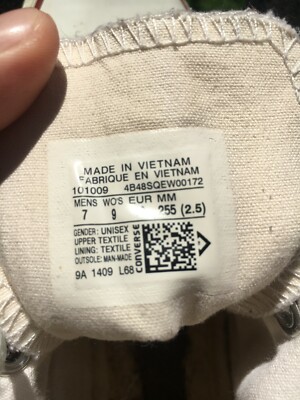 MADE IN VIETNAM
FABRIQUE EN VIETNAM
101009 4B48SQEW00172
MENS WO'S EUR MM
7 9 255 (2.5)
GENDER: UNISEX
UPPER TEXTILE
LINING: TEXTILE
OUTSOLE: MAN-MADE
CONVERSE
9A 1409 L68